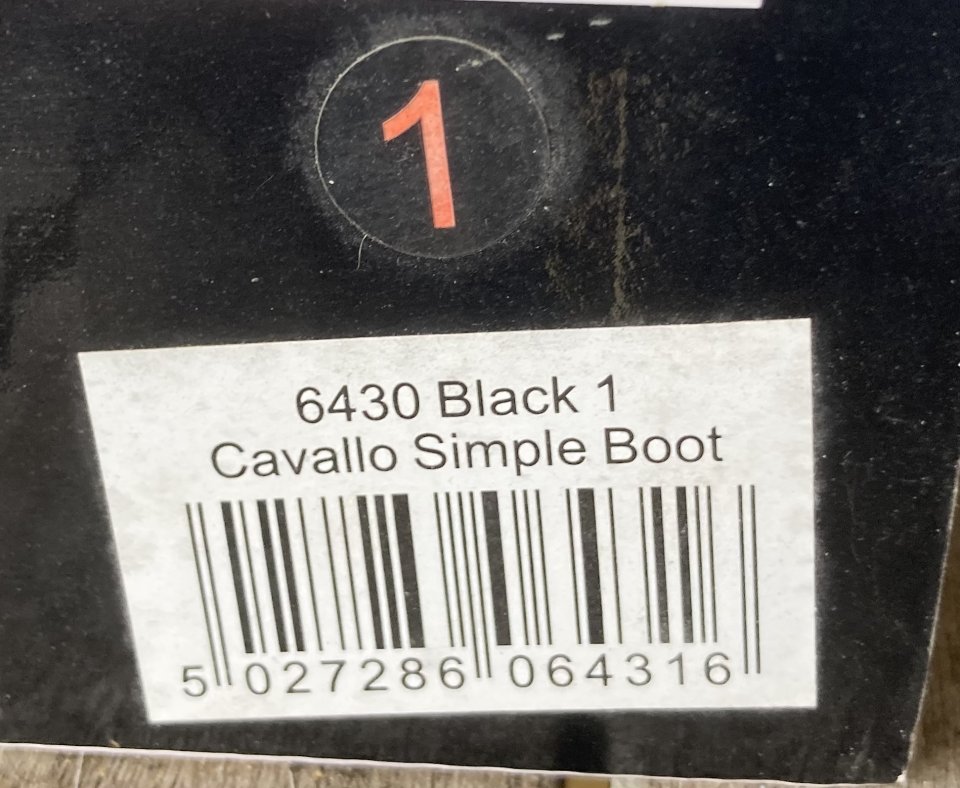 1
6430 Black 1
Cavallo Simple Boot
5 027286 064316